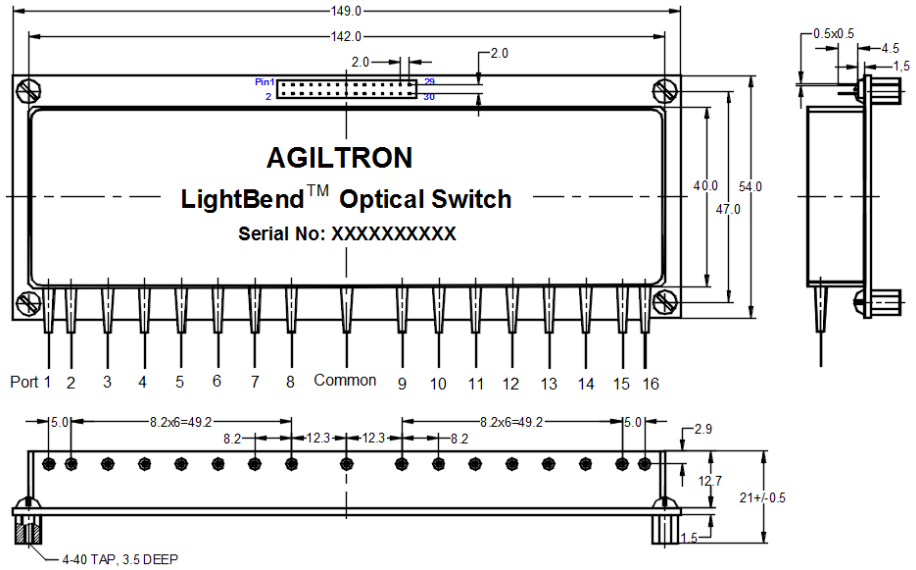 149.0
142.0
2.0
2.0
0.5x0.5
4.5
1,5
Pin1
29
2
30
AGILTRON
LightBend™ Optical Switch
Serial No: XXXXXXXXXX
40.0
47.0
54.0
Port 1 2 3 4 5 6 7 8 Common 9 10 11 12 13 14 15 16
5.0
8.2x6=49.2
8.2x6=49.2
5.0
8.2
12.3
12.3
8.2
2.9
12.7
21+/-0.5
1.5
4-40 TAP, 3.5 DEEP